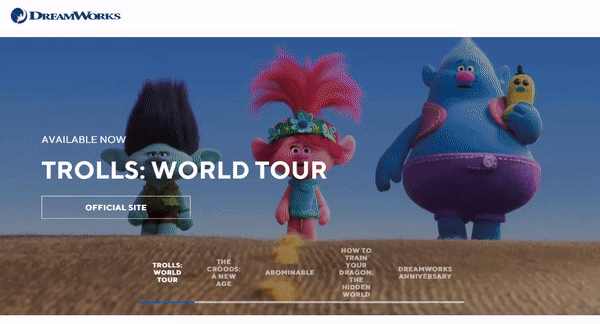 DREAMWORKS
AVAILABLE NOW
TROLLS: WORLD TOUR
OFFICIAL SITE
TROLLS:
WORLD
TOUR
THE
CROODS:
A NEW
AGE
ABOMINABLE
HOW TO
TRAIN
YOUR
DRAGON:
THE
HIDDEN
WORLD
DREAMWORKS
ANNIVERSARY